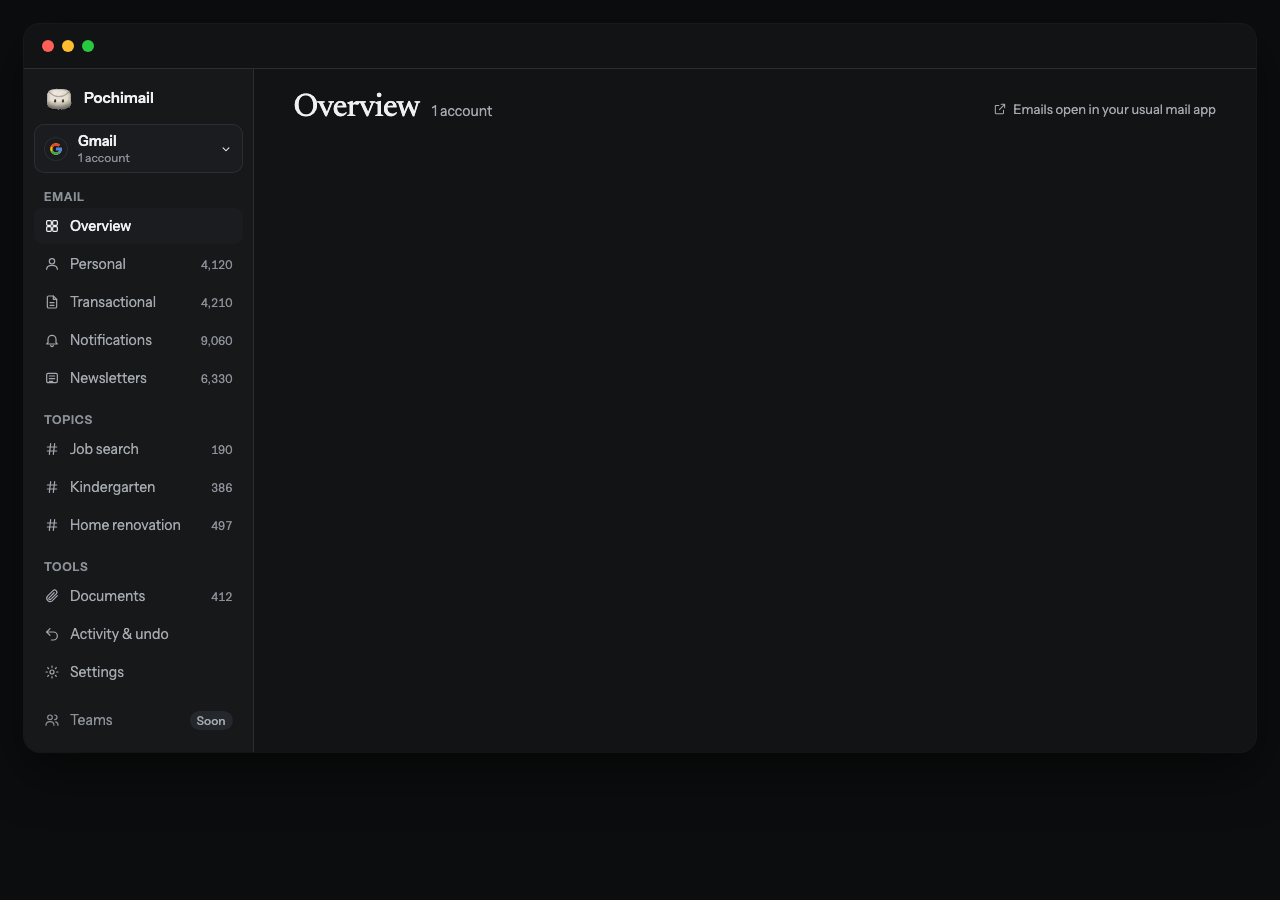 Pochimail
Gmail
1 account
EMAIL
Overview
Personal 4,120
Transactional 4,210
Notifications 9,060
Newsletters 6,330
TOPICS
Job search 190
Kindergarten 386
Home renovation 497
TOOLS
Documents 412
Activity & undo
Settings
Teams Soon
Overview 1 account
Emails open in your usual mail app